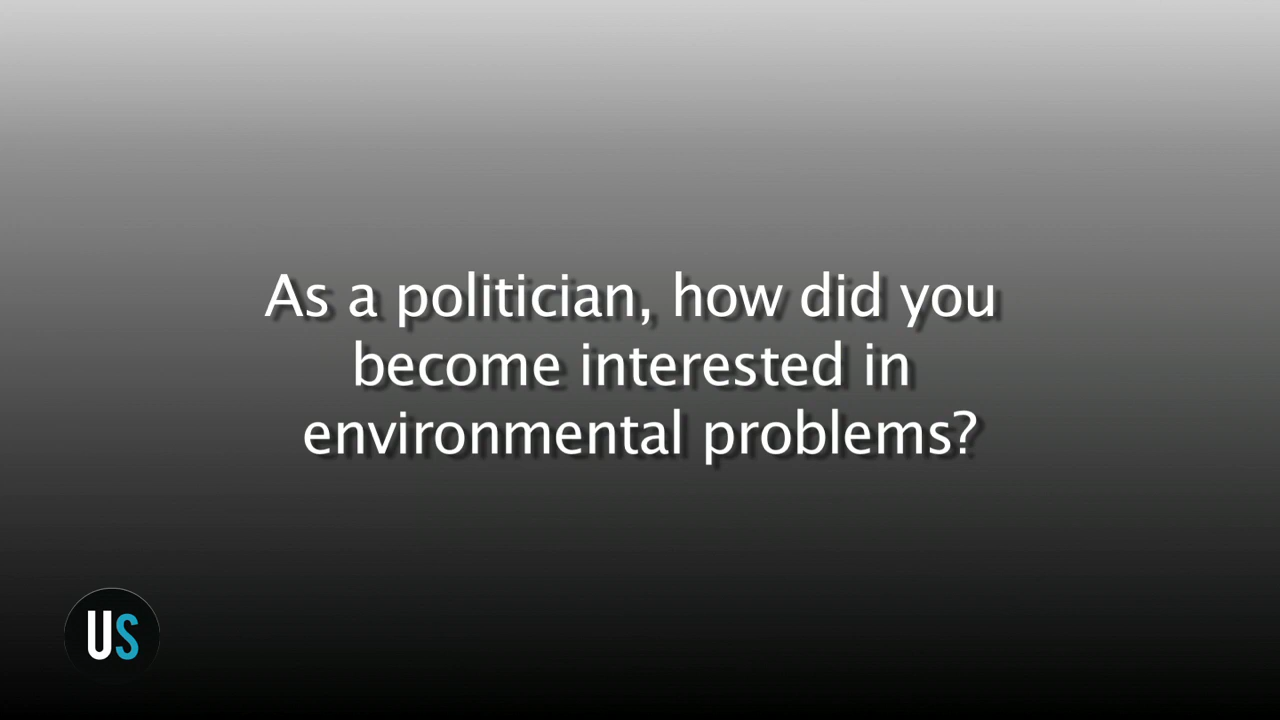 As a politician, how did you
become interested in
environmental problems?
US